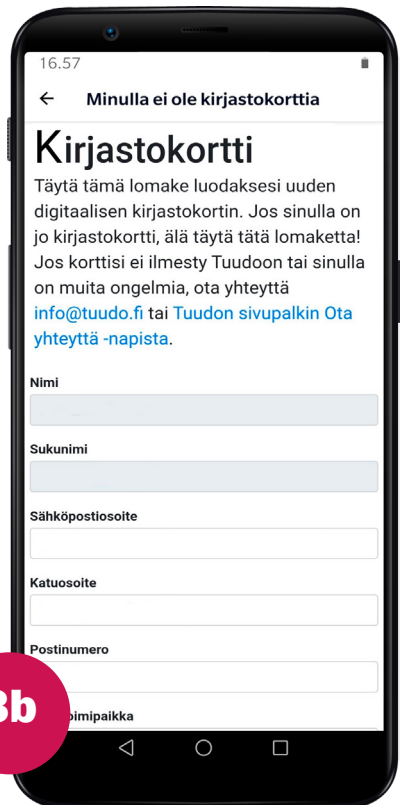 16.57
Minulla ei ole kirjastokorttia
Kirjastokortti
Täytä tämä lomake luodaksesi uuden
digitaalisen kirjastokortin. Jos sinulla on
jo kirjastokortti, älä täytä tätä lomaketta!
Jos korttisi ei ilmesty Tuudoon tai sinulla
on muita ongelmia, ota yhteyttä
info@tuudo.fi tai Tuudon sivupalkin Ota
yhteyttä -napista.
Nimi
Sukunimi
Sähköpostiosoite
Katuosoite
Postinumero